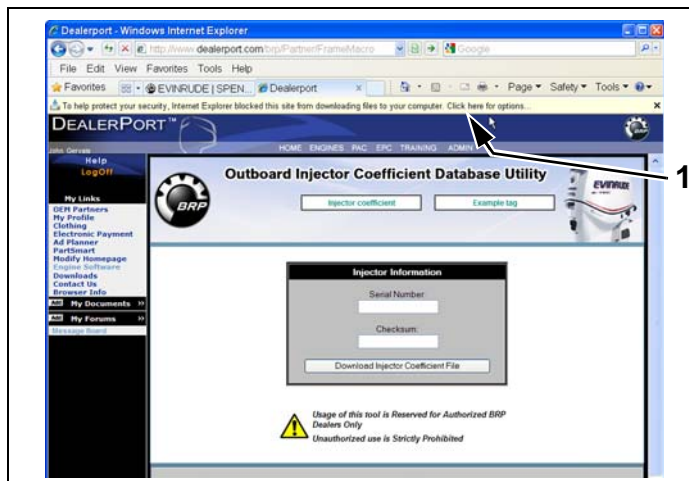 Dealerport - Windows Internet Explorer
http://www.dealerport.com/brp/Partner/FrameMacro
Google
File Edit View Favorites Tools Help
Favorites EVINRUDE | SPEN... Dealerport x Page Safety Tools
To help protect your security, Internet Explorer blocked this site from downloading files to your computer. Click here for options...
DEALERPORT™
BRP
John Gervais
HOME ENGINES PAC EPC TRAINING ADMIN
1
Help
LogOff
My Links
GEM Partners
My Profile
Clothing
Electronic Payment
Ad Planner
PartSmart
Modify Homepage
Engine Software
Downloads
Contact Us
Browser Info
Add My Documents »
Add My Forums »
Message Board
BRP
Outboard Injector Coefficient Database Utility
EVINRUDE
Injector coefficient Example tag
Injector Information
Serial Number:
Checksum:
Download Injector Coefficient File
Usage of this tool is Reserved for Authorized BRP
Dealers Only
Unauthorized use is Strictly Prohibited